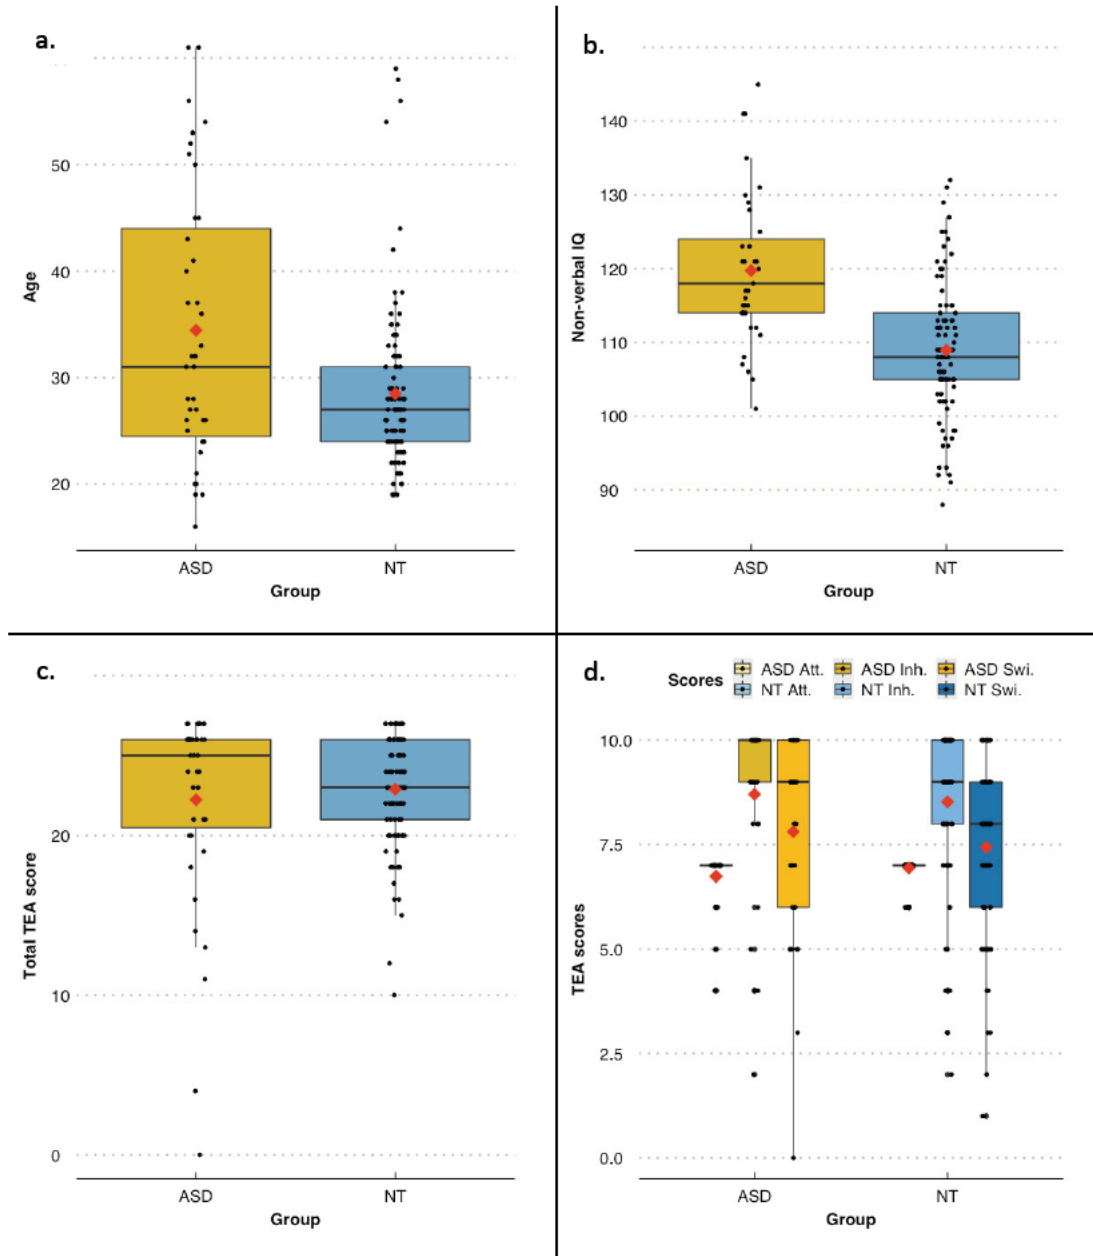 a.
Age
50
40
30
20
ASD NT
Group
b.
Non-verbal IQ
140
130
120
110
100
90
ASD NT
Group
c.
Total TEA score
20
10
0
ASD NT
Group
d.
Scores
ASD Att. ASD Inh. ASD Swi.
NT Att. NT Inh. NT Swi.
TEA scores
10.0
7.5
5.0
2.5
0.0
ASD NT
Group